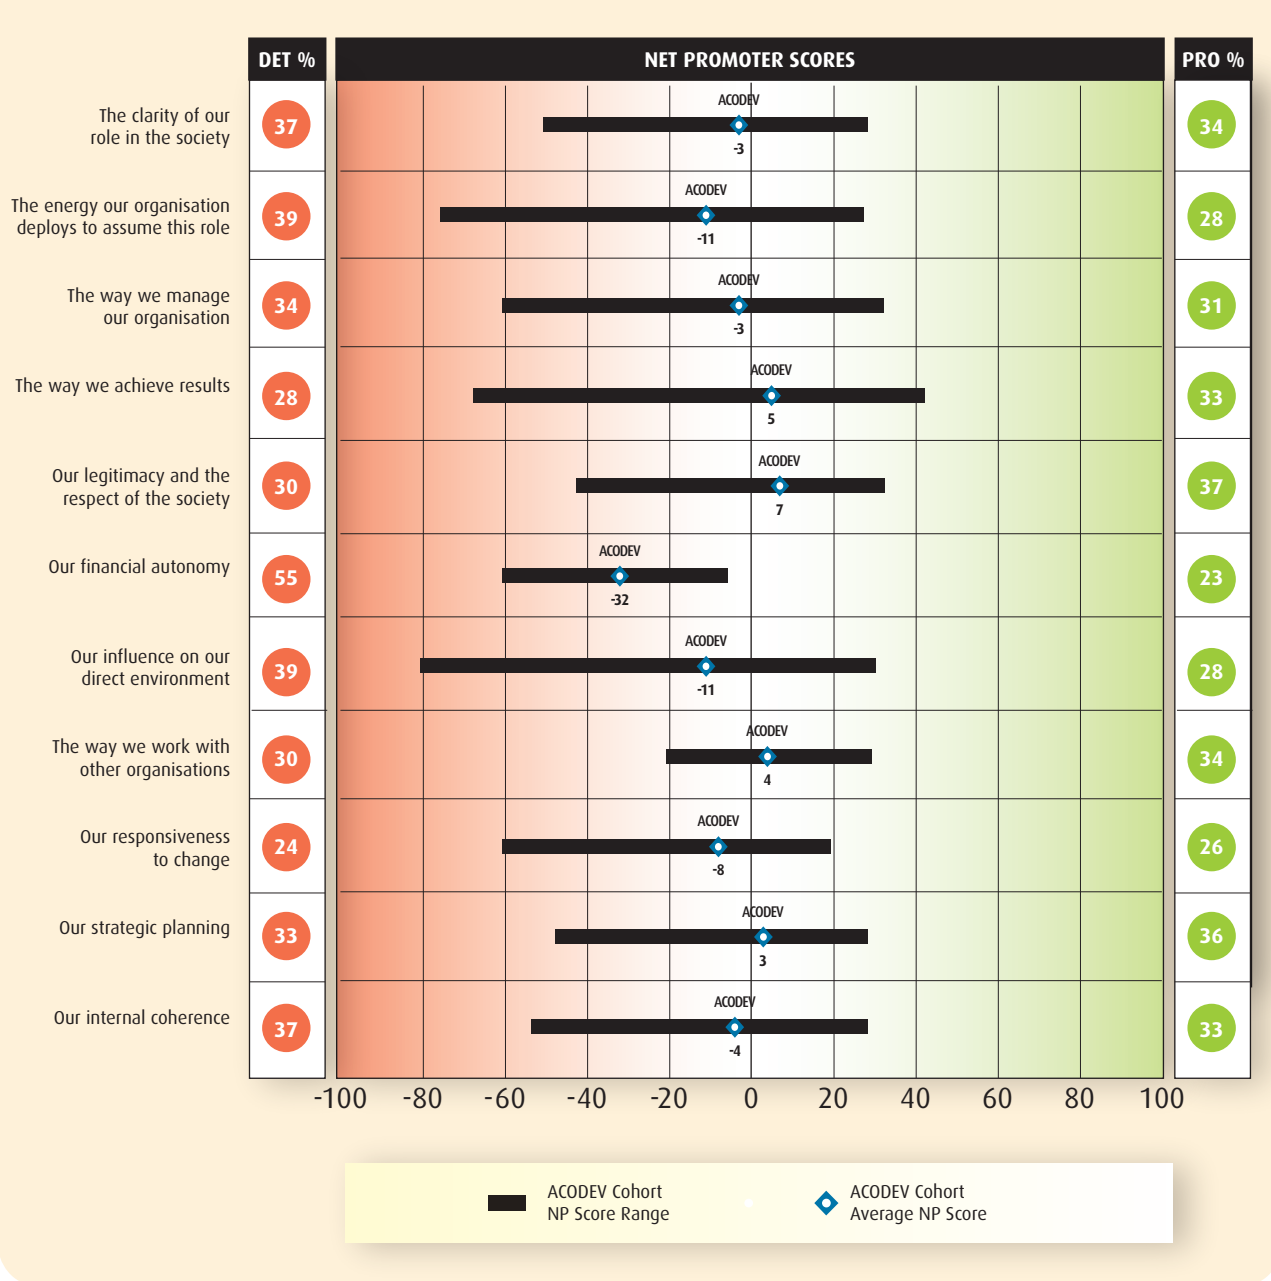 DET %
NET PROMOTER SCORES
PRO %
The clarity of our
role in the society
37
ACODEV
-3
34
The energy our organisation
deploys to assume this role
39
ACODEV
-11
28
The way we manage
our organisation
34
ACODEV
-3
31
The way we achieve results
28
ACODEV
5
33
Our legitimacy and the
respect of the society
30
ACODEV
7
37
Our financial autonomy
55
ACODEV
-32
23
Our influence on our
direct environment
39
ACODEV
-11
28
The way we work with
other organisations
30
ACODEV
4
34
Our responsiveness
to change
24
ACODEV
-8
26
Our strategic planning
33
ACODEV
3
36
Our internal coherence
37
ACODEV
-4
33
-100 -80 -60 -40 -20 0 20 40 60 80 100
ACODEV Cohort
NP Score Range
ACODEV Cohort
Average NP Score